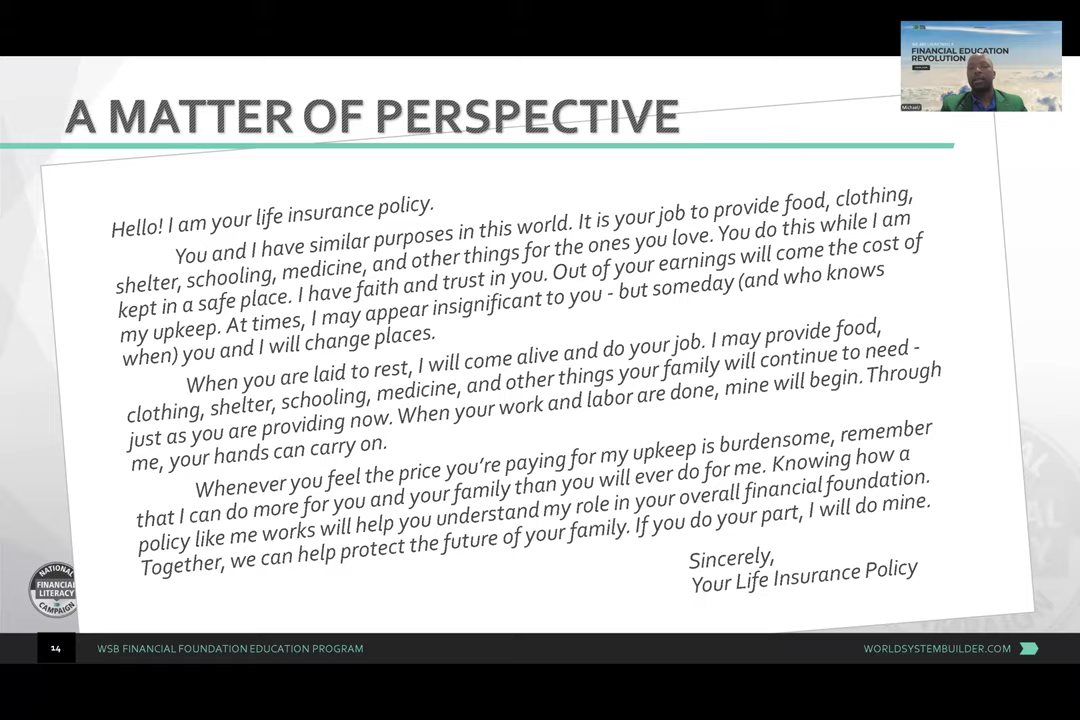 FINANCIAL EDUCATION
REVOLUTION
Michael
A MATTER OF PERSPECTIVE
Hello! I am your life insurance policy.
You and I have similar purposes in this world. It is your job to provide food, clothing,
shelter, schooling, medicine, and other things for the ones you love. You do this while I am
kept in a safe place. I have faith and trust in you. Out of your earnings will come the cost of
my upkeep. At times, I may appear insignificant to you - but someday (and who knows
when) you and I will change places.
When you are laid to rest, I will come alive and do your job. I may provide food,
clothing, shelter, schooling, medicine, and other things your family will continue to need -
just as you are providing now. When your work and labor are done, mine will begin. Through
me, your hands can carry on.
Whenever you feel the price you're paying for my upkeep is burdensome, remember
that I can do more for you and your family than you will ever do for me. Knowing how a
policy like me works will help you understand my role in your overall financial foundation.
Together, we can help protect the future of your family. If you do your part, I will do mine.
Sincerely,
Your Life Insurance Policy
NATIONAL
FINANCIAL
LITERACY
CAMPAIGN
14
WSB FINANCIAL FOUNDATION EDUCATION PROGRAM
WORLDSYSTEMBUILDER.COM